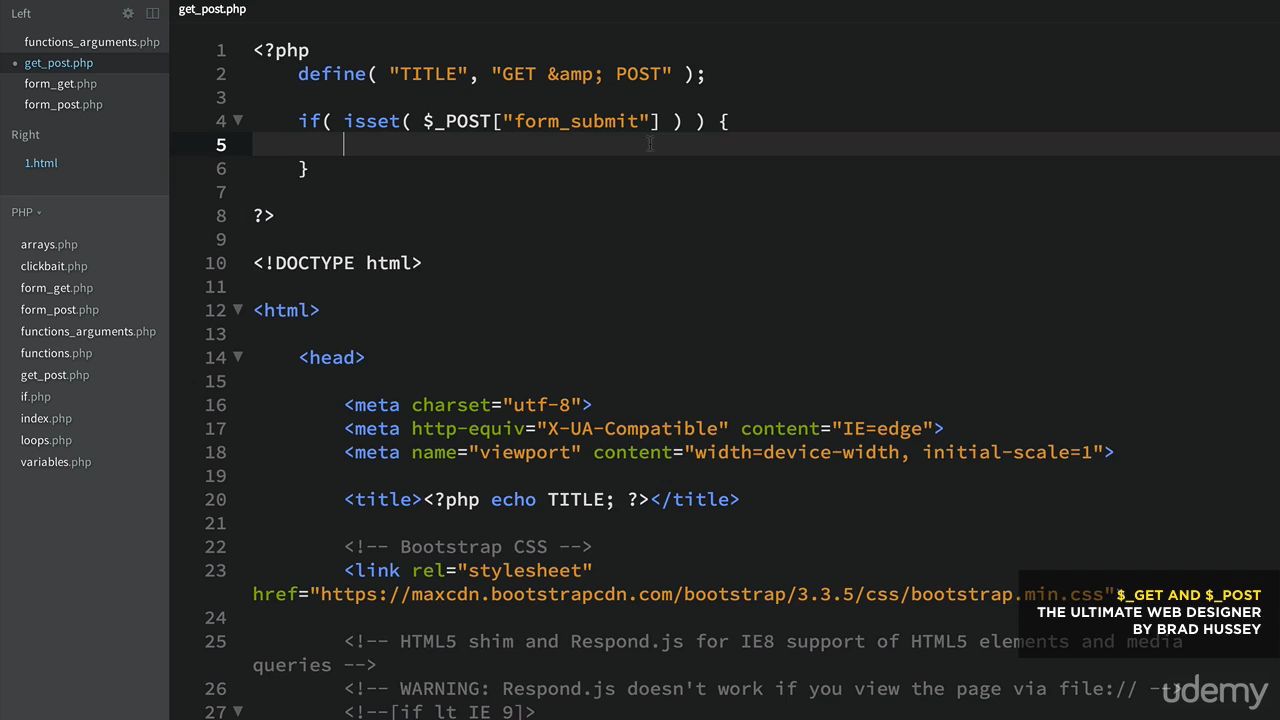 Left
functions_arguments.php
get_post.php
form_get.php
form_post.php
Right
1.html
PHP
arrays.php
clickbait.php
form_get.php
form_post.php
functions_arguments.php
functions.php
get_post.php
if.php
index.php
loops.php
variables.php
get_post.php
1 <?php
2 define( "TITLE", "GET &amp; POST" );
3
4 if( isset( $_POST["form_submit"] ) ) {
5
6 }
7
8 ?>
9
10 <!DOCTYPE html>
11
12 <html>
13
14 <head>
15
16 <meta charset="utf-8">
17 <meta http-equiv="X-UA-Compatible" content="IE=edge">
18 <meta name="viewport" content="width=device-width, initial-scale=1">
19
20 <title><?php echo TITLE; ?></title>
21
22 <!-- Bootstrap CSS -->
23 <link rel="stylesheet"
href="https://maxcdn.bootstrapcdn.com/bootstrap/3.3.5/css/bootstrap.min.css"
24
25 <!-- HTML5 shim and Respond.js for IE8 support of HTML5 elements and media
queries -->
26 <!-- WARNING: Respond.js doesn't work if you view the page via file:// -->
27 <!--[if lt IE 9]>
$_GET AND $_POST
THE ULTIMATE WEB DESIGNER
BY BRAD HUSSEY
udemy